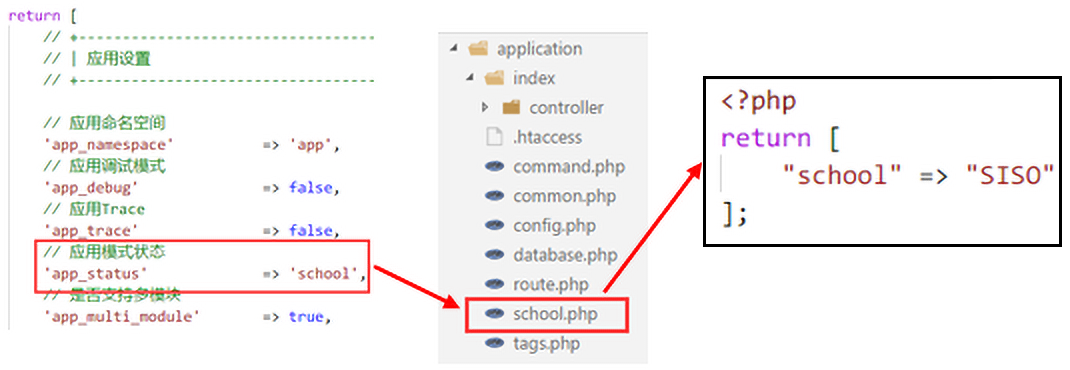 return [
// +----------------------------------
// | 应用设置
// +----------------------------------
// 应用命名空间
'app_namespace' => 'app',
// 应用调试模式
'app_debug' => false,
// 应用Trace
'app_trace' => false,
// 应用模式状态
'app_status' => 'school',
// 是否支持多模块
'app_multi_module' => true,
application
index
controller
.htaccess
command.php
common.php
config.php
database.php
route.php
school.php
tags.php
<?php
return [
"school" => "SISO"
];